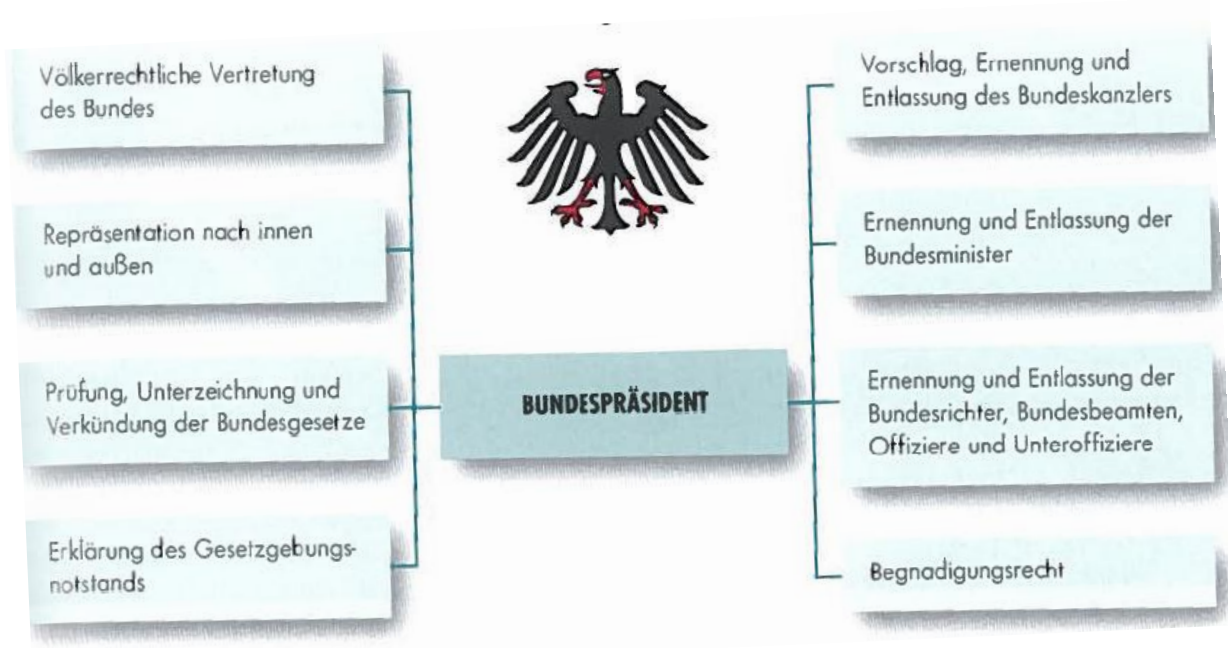 Völkerrechtliche Vertretung
des Bundes
Repräsentation nach innen
und außen
Prüfung, Unterzeichnung und
Verkündung der Bundesgesetze
Erklärung des Gesetzgebungs-
notstands
BUNDESPRÄSIDENT
Vorschlag, Ernennung und
Entlassung des Bundeskanzlers
Ernennung und Entlassung der
Bundesminister
Ernennung und Entlassung der
Bundesrichter, Bundesbeamten,
Offiziere und Unteroffiziere
Begnadigungsrecht